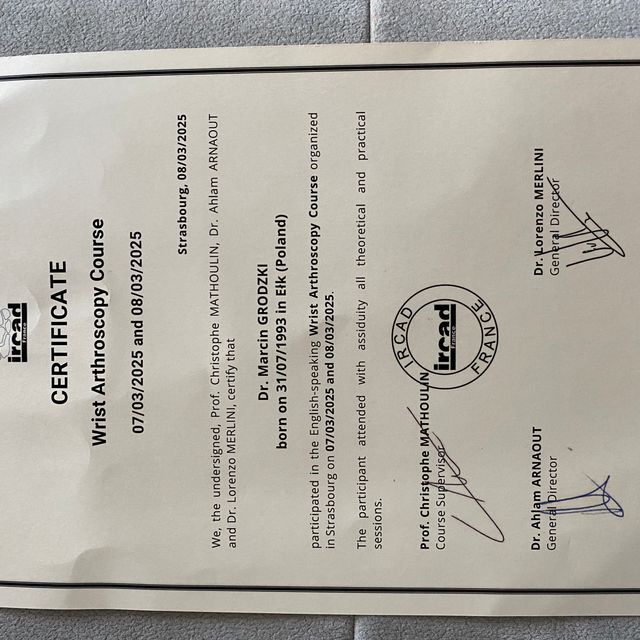 ircad
France
CERTIFICATE
Wrist Arthroscopy Course
07/03/2025 and 08/03/2025
Strasbourg, 08/03/2025
We, the undersigned, Prof. Christophe MATHOULIN, Dr. Ahlam ARNAOUT
and Dr. Lorenzo MERLINI, certify that
Dr. Marcin GRODZKI
born on 31/07/1993 in Ełk (Poland)
participated in the English-speaking Wrist Arthroscopy Course organized
in Strasbourg on 07/03/2025 and 08/03/2025.
The participant attended with assiduity all theoretical and practical
sessions.
Prof. Christophe MATHOULIN
Course Supervisor
IRCAD
ircad
France
FRANCE
Dr. Ahlam ARNAOUT
General Director
Dr. Lorenzo MERLINI
General Director